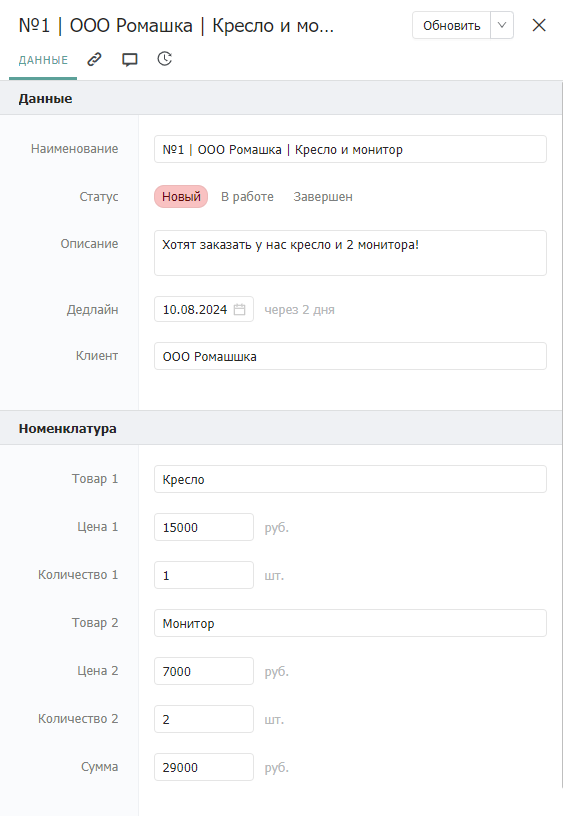 №1 | ООО Ромашка | Кресло и мо...
Обновить
ДАННЫЕ
Данные
Наименование
№1 | ООО Ромашка | Кресло и монитор
Статус
Новый В работе Завершен
Описание
Хотят заказать у нас кресло и 2 монитора!
Дедлайн
10.08.2024 через 2 дня
Клиент
ООО Ромашшка
Номенклатура
Товар 1
Кресло
Цена 1
15000 руб.
Количество 1
1 шт.
Товар 2
Монитор
Цена 2
7000 руб.
Количество 2
2 шт.
Сумма
29000 руб.